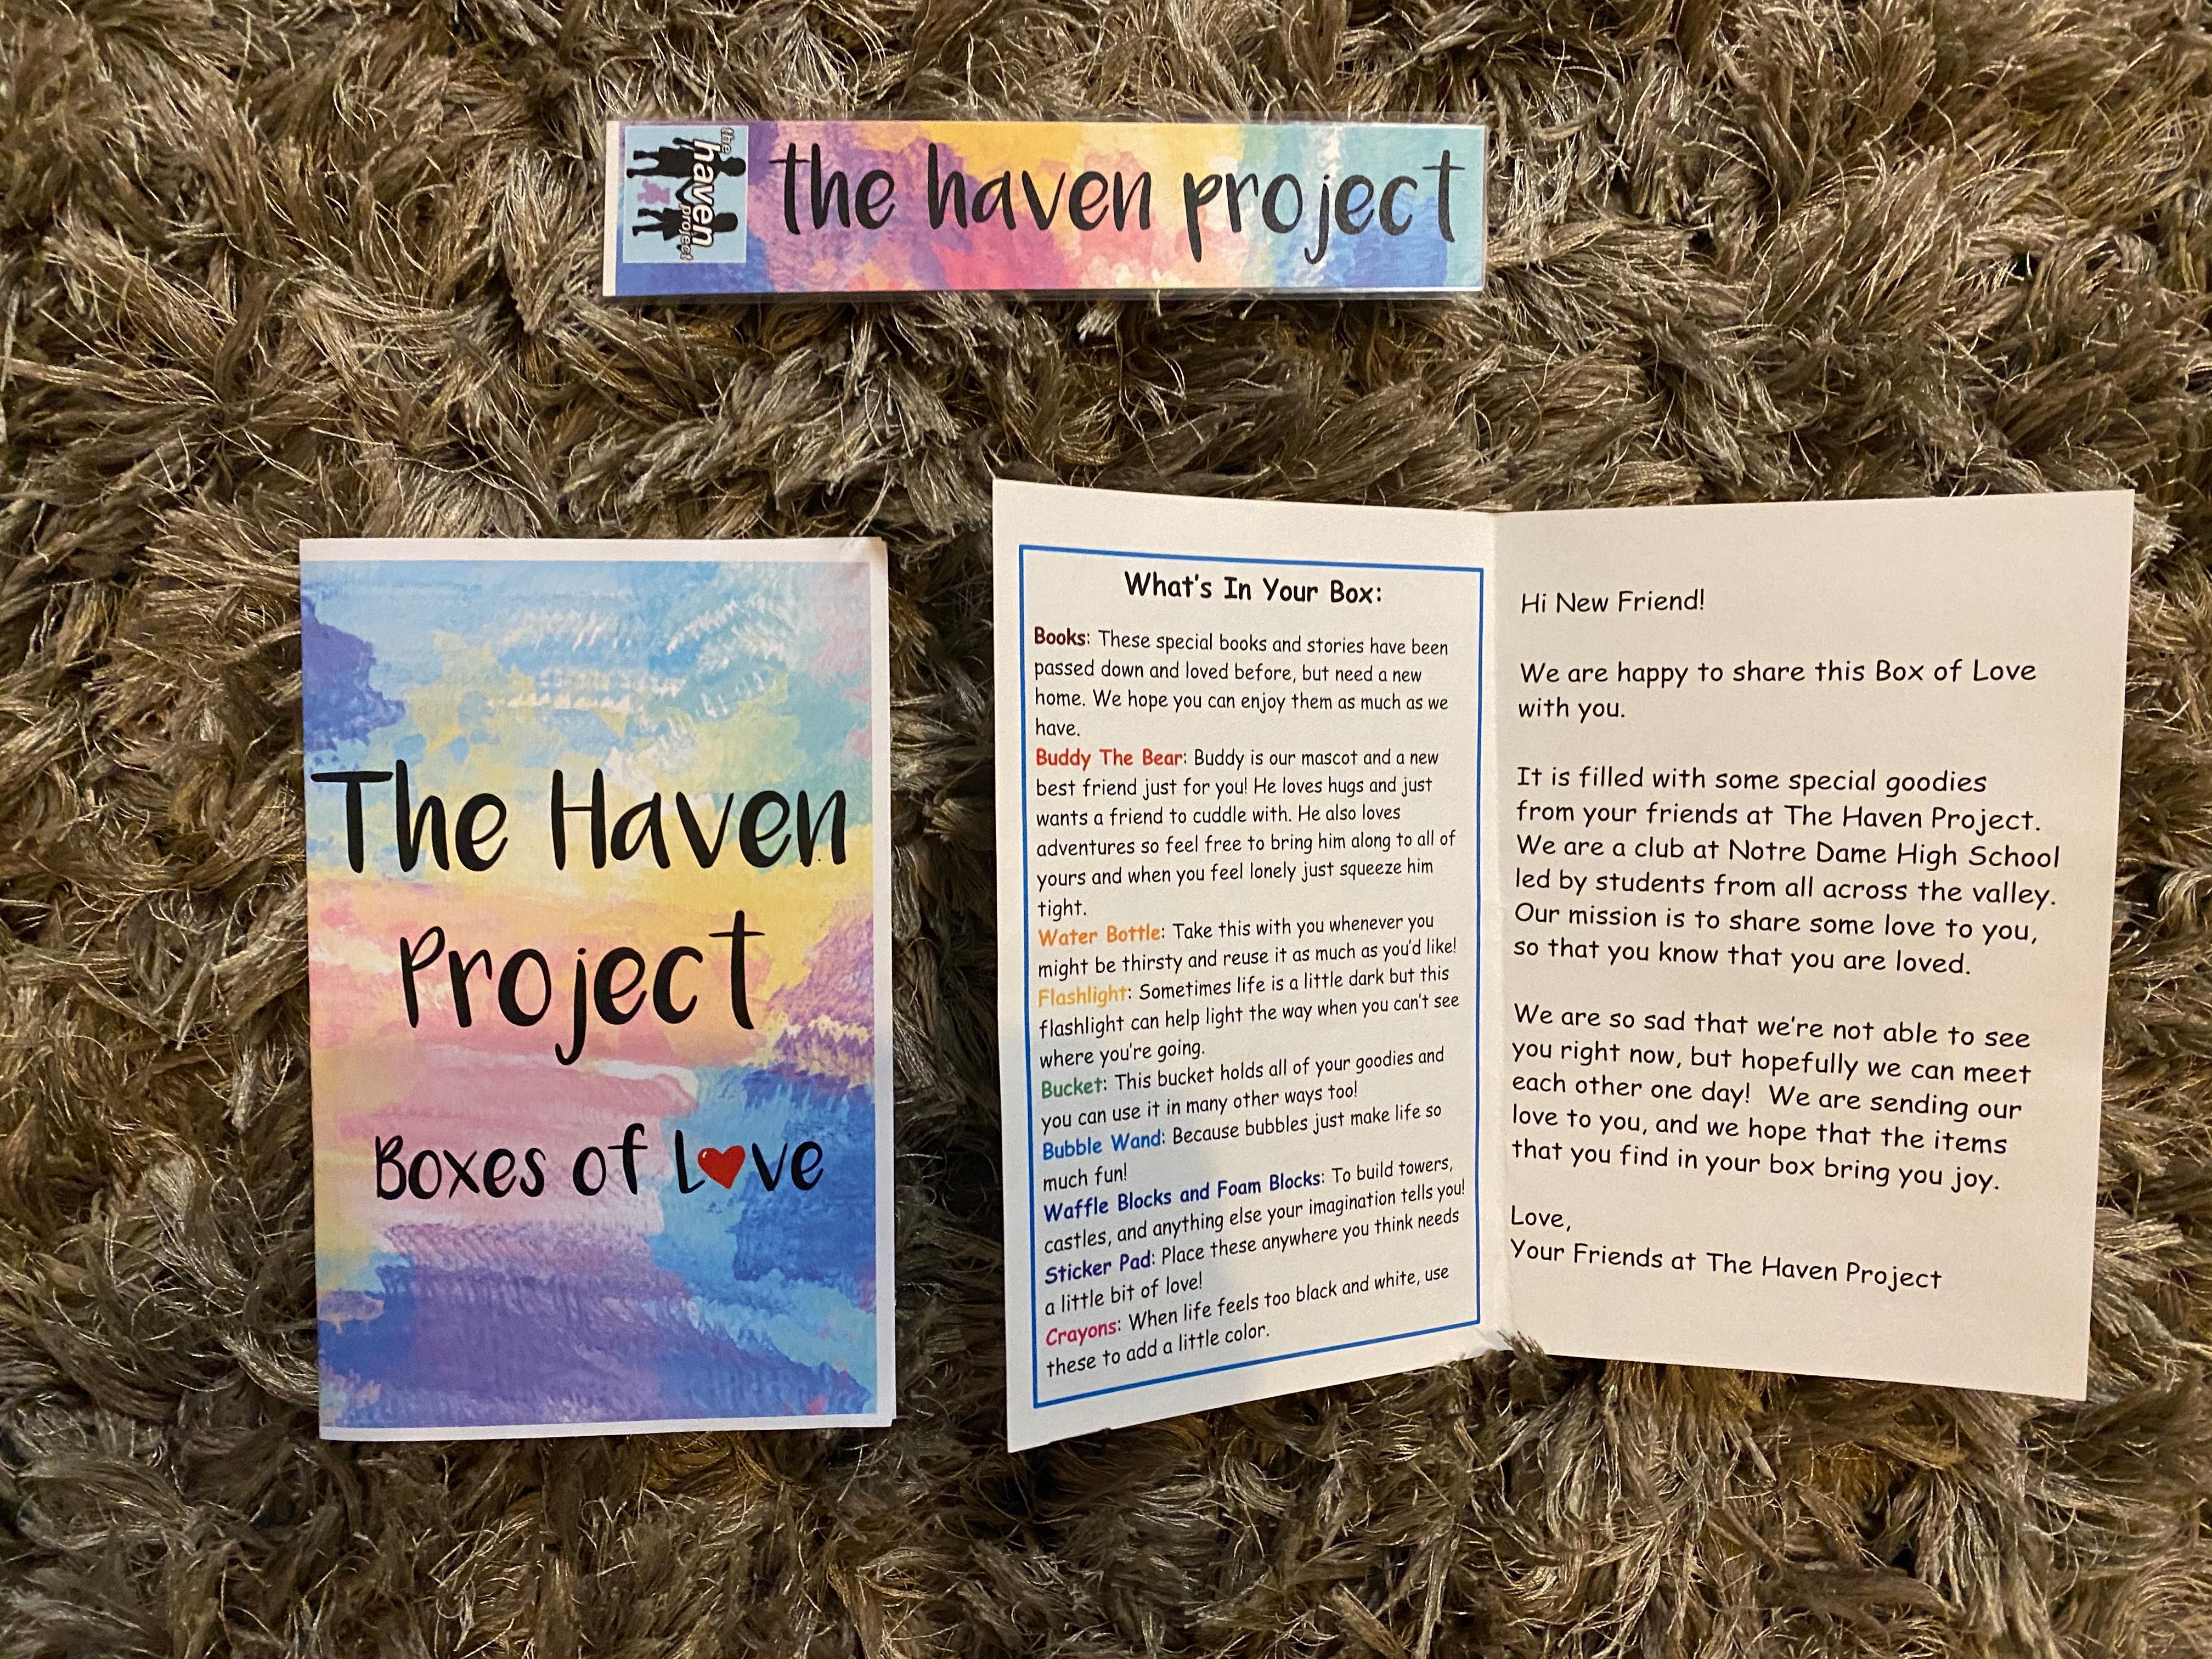 the haven project
the
haven
project
The Haven
Project
Boxes of Love
What's In Your Box:
Books: These special books and stories have been
passed down and loved before, but need a new
home. We hope you can enjoy them as much as we
have.
Buddy The Bear: Buddy is our mascot and a new
best friend just for you! He loves hugs and just
wants a friend to cuddle with. He also loves
adventures so feel free to bring him along to all of
yours and when you feel lonely just squeeze him
tight.
Water Bottle: Take this with you whenever you
might be thirsty and reuse it as much as you'd like!
Flashlight: Sometimes life is a little dark but this
flashlight can help light the way when you can't see
where you're going.
Bucket: This bucket holds all of your goodies and
you can use it in many other ways too!
Bubble Wand: Because bubbles just make life so
much fun!
Waffle Blocks and Foam Blocks: To build towers,
castles, and anything else your imagination tells you!
Sticker Pad: Place these anywhere you think needs
a little bit of love!
Crayons: When life feels too black and white, use
these to add a little color.
Hi New Friend!
We are happy to share this Box of Love
with you.
It is filled with some special goodies
from your friends at The Haven Project.
We are a club at Notre Dame High School
led by students from all across the valley.
Our mission is to share some love to you,
so that you know that you are loved.
We are so sad that we're not able to see
you right now, but hopefully we can meet
each other one day! We are sending our
love to you, and we hope that the items
that you find in your box bring you joy.
Love,
Your Friends at The Haven Project